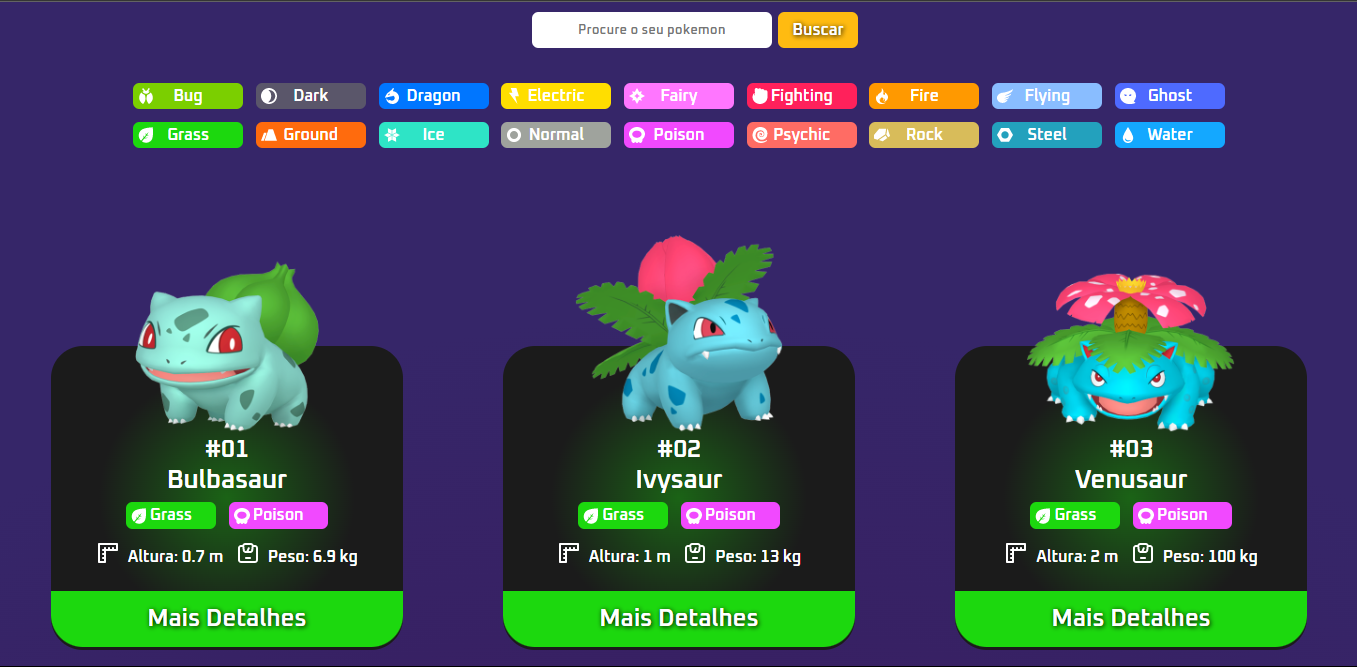 Procure o seu pokemon Buscar
Bug Dark Dragon Electric Fairy Fighting Fire Flying Ghost
Grass Ground Ice Normal Poison Psychic Rock Steel Water
#01
Bulbasaur
Grass Poison
Altura: 0.7 m Peso: 6.9 kg
Mais Detalhes
#02
Ivysaur
Grass Poison
Altura: 1 m Peso: 13 kg
Mais Detalhes
#03
Venusaur
Grass Poison
Altura: 2 m Peso: 100 kg
Mais Detalhes